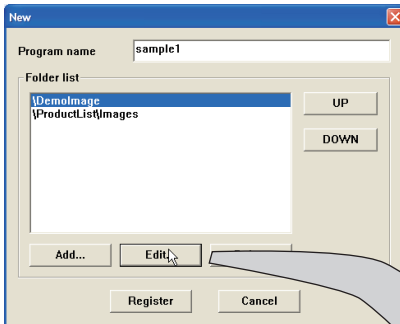 New
Program name sample1
Folder list
\DemoImage
\ProductList\Images
UP
DOWN
Add... Edit...
Register Cancel